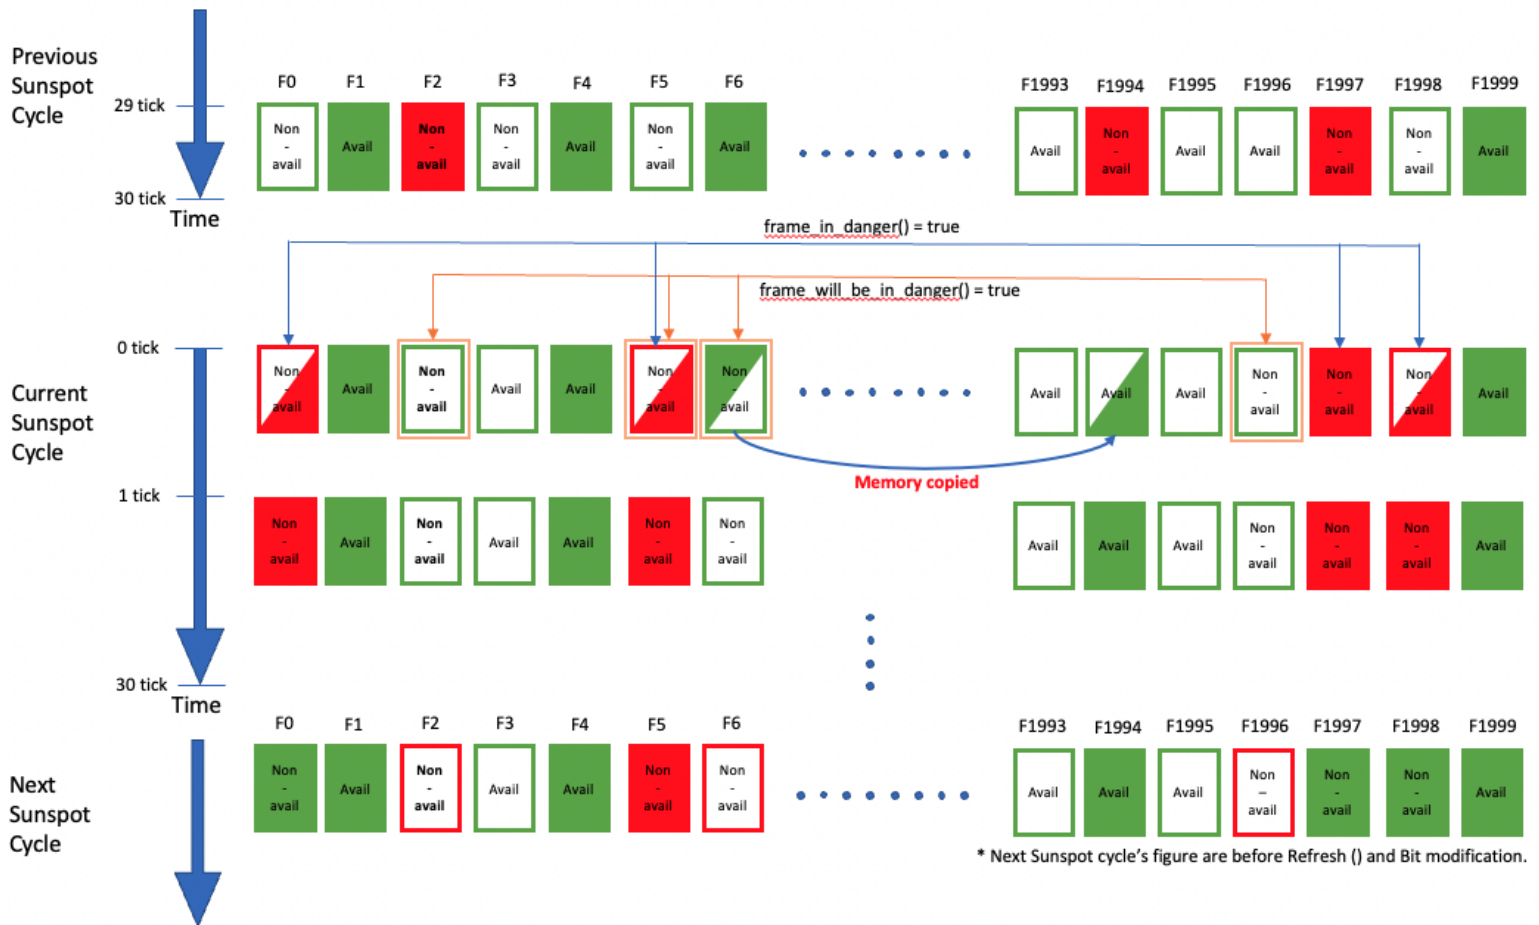 Previous
Sunspot
Cycle
29 tick
30 tick
Time
F0 F1 F2 F3 F4 F5 F6 F1993 F1994 F1995 F1996 F1997 F1998 F1999
Non
-
avail
Avail
Non
-
avail
Non
-
avail
Avail
Non
-
avail
Avail
Avail
Non
-
avail
Avail
Avail
Non
-
avail
Non
-
avail
Avail
frame_in_danger() = true
frame_will_be_in_danger() = true
Current
Sunspot
Cycle
0 tick
Non
-
avail
Avail
Non
-
avail
Avail
Avail
Non
-
avail
Non
-
avail
Avail
Avail
Avail
Non
-
avail
Non
-
avail
Non
-
avail
Avail
Memory copied
1 tick
Non
-
avail
Avail
Non
-
avail
Avail
Avail
Non
-
avail
Non
-
avail
Avail
Avail
Avail
Non
-
avail
Non
-
avail
Non
-
avail
Avail
30 tick
Time
Next
Sunspot
Cycle
F0 F1 F2 F3 F4 F5 F6 F1993 F1994 F1995 F1996 F1997 F1998 F1999
Non
-
avail
Avail
Non
-
avail
Avail
Avail
Non
-
avail
Non
-
avail
Avail
Avail
Avail
Non
–
avail
Non
-
avail
Non
-
avail
Avail
* Next Sunspot cycle's figure are before Refresh () and Bit modification.